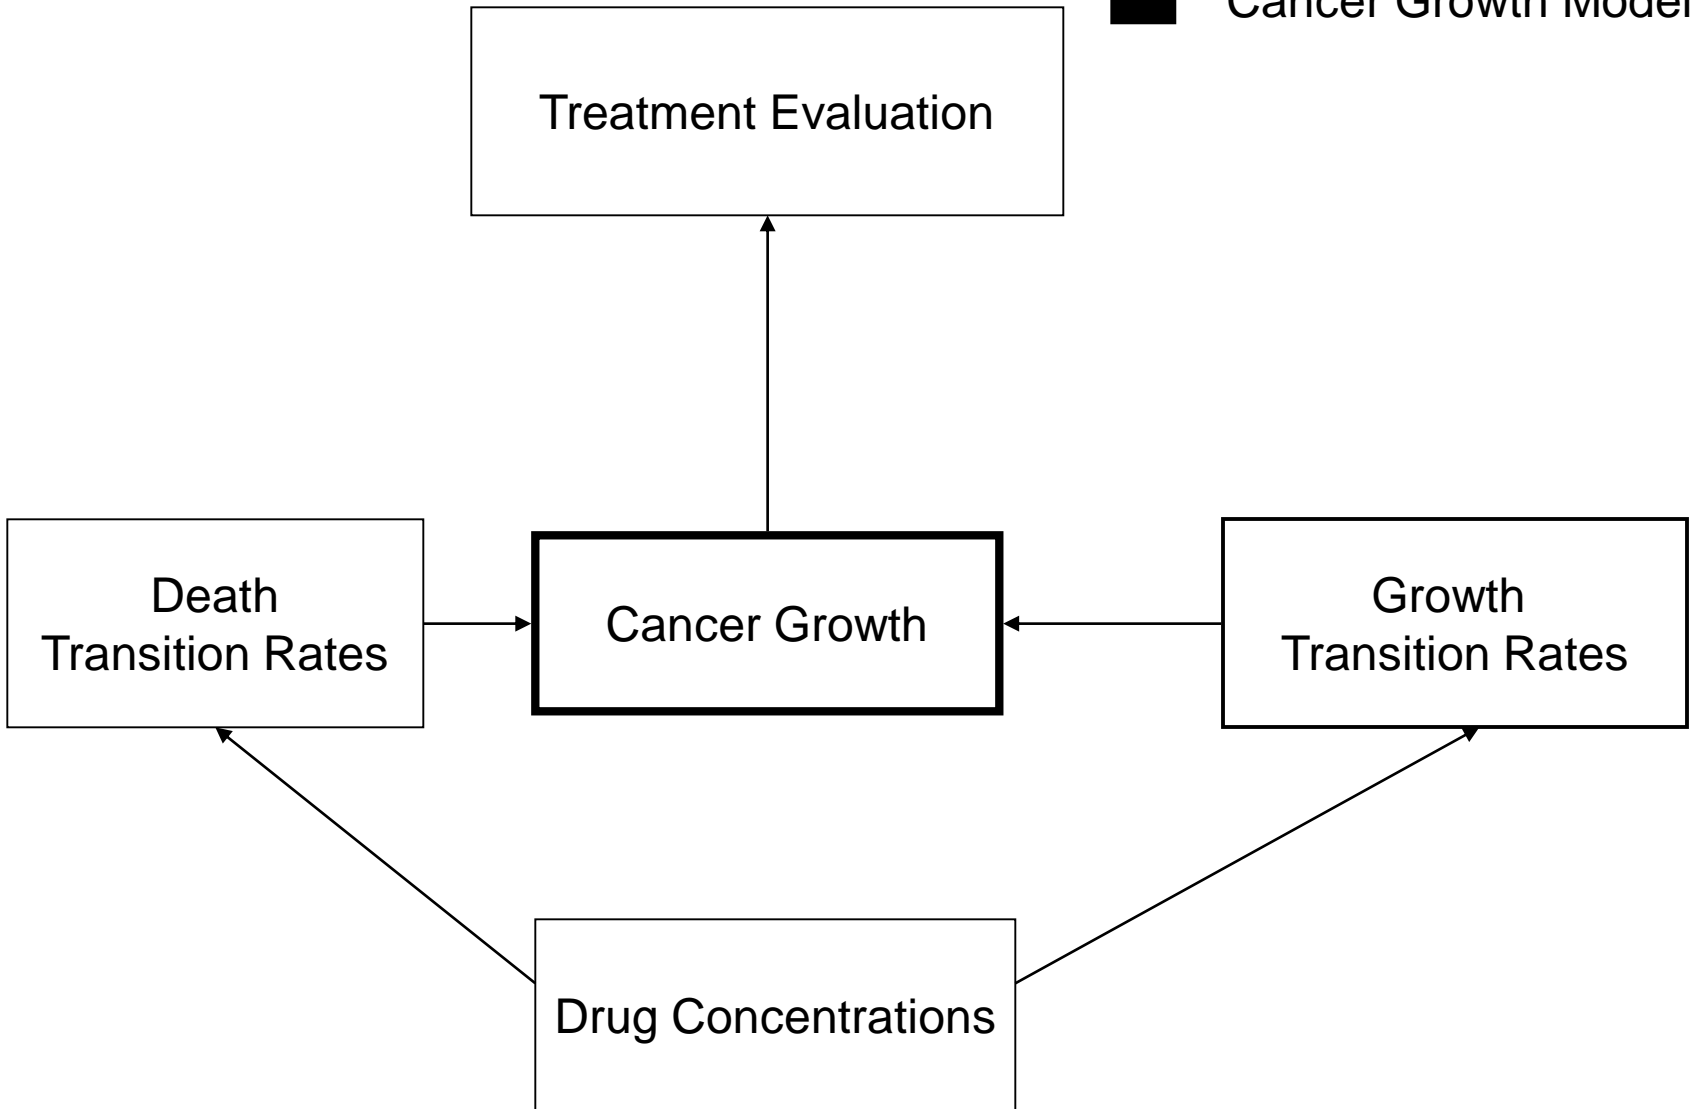 Cancer Growth Model
Treatment Evaluation
Death
Transition Rates
Cancer Growth
Growth
Transition Rates
Drug Concentrations